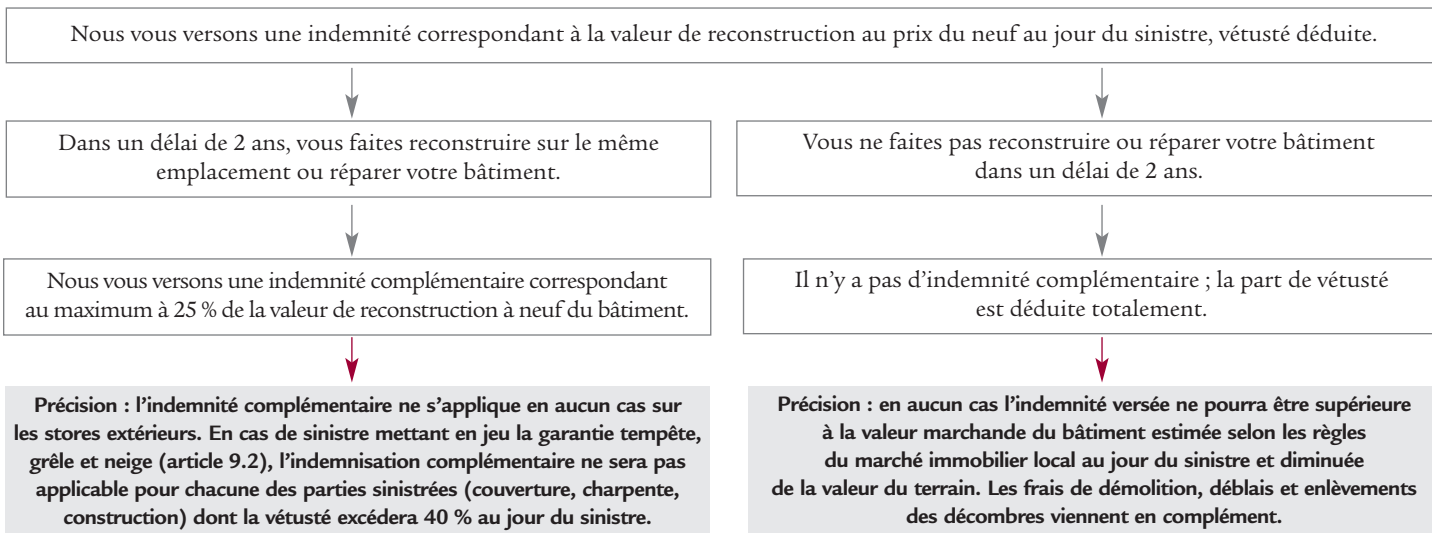 Nous vous versons une indemnité correspondant à la valeur de reconstruction au prix du neuf au jour du sinistre, vétusté déduite.
Dans un délai de 2 ans, vous faites reconstruire sur le même
emplacement ou réparer votre bâtiment.
Nous vous versons une indemnité complémentaire correspondant
au maximum à 25 % de la valeur de reconstruction à neuf du bâtiment.
Précision : l’indemnité complémentaire ne s’applique en aucun cas sur
les stores extérieurs. En cas de sinistre mettant en jeu la garantie tempête,
grêle et neige (article 9.2), l’indemnisation complémentaire ne sera pas
applicable pour chacune des parties sinistrées (couverture, charpente,
construction) dont la vétusté excédera 40 % au jour du sinistre.
Vous ne faites pas reconstruire ou réparer votre bâtiment
dans un délai de 2 ans.
Il n’y a pas d’indemnité complémentaire ; la part de vétusté
est déduite totalement.
Précision : en aucun cas l’indemnité versée ne pourra être supérieure
à la valeur marchande du bâtiment estimée selon les règles
du marché immobilier local au jour du sinistre et diminuée
de la valeur du terrain. Les frais de démolition, déblais et enlèvements
des décombres viennent en complément.